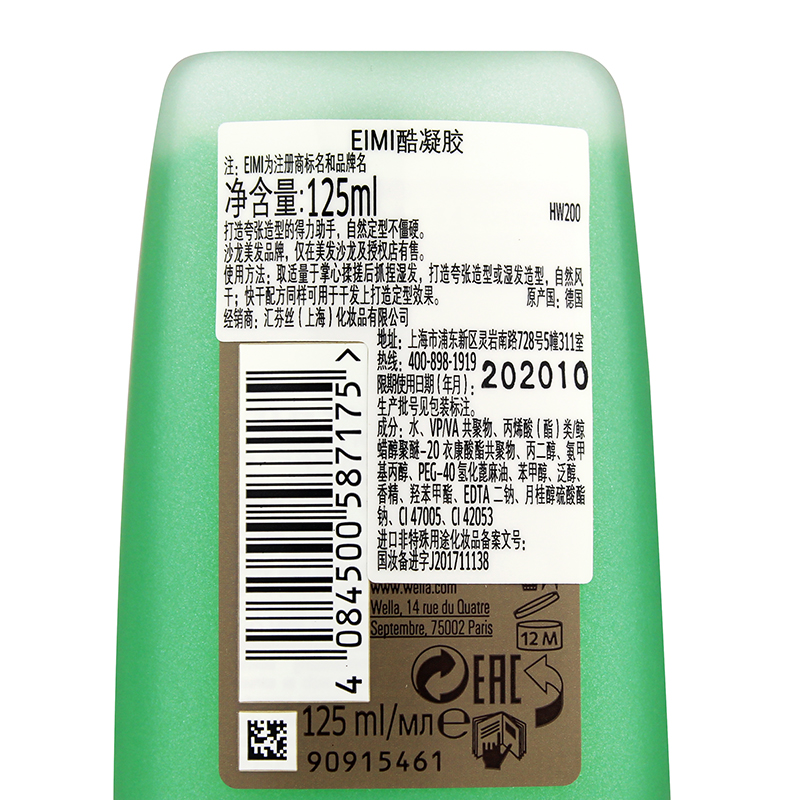 EIMI酷凝胶
注：EIMI为注册商标名和品牌名
净含量:125ml
HW200
打造夸张造型的得力助手，自然定型不僵硬。
沙龙美发品牌，仅在美发沙龙及授权店有售。
使用方法：取适量于掌心揉搓后抓捏湿发，打造夸张造型或湿发造型，自然风
干；快干配方同样可用于干发上打造定型效果。 原产国：德国
经销商：汇芬丝（上海）化妆品有限公司
地址：上海市浦东新区灵岩南路728号5幢311室
热线：400-898-1919
限期使用日期（年月）：202010
生产批号见包装标注。
成分：水、VP/VA 共聚物、丙烯酸（酯）类/鲸
蜡醇聚醚-20 衣康酸酯共聚物、丙二醇、氨甲
基丙醇、PEG-40 氢化蓖麻油、苯甲醇、泛醇、
香精、羟苯甲酯、EDTA 二钠、月桂醇硫酸酯
钠、CI 47005、CI 42053
进口非特殊用途化妆品备案文号：
国妆备进字J201711138
4 084500 587175 >
www.wella.com
Wella, 14 rue du Quatre
Septembre, 75002 Paris
12 M
EAC
125 ml/мл e
90915461